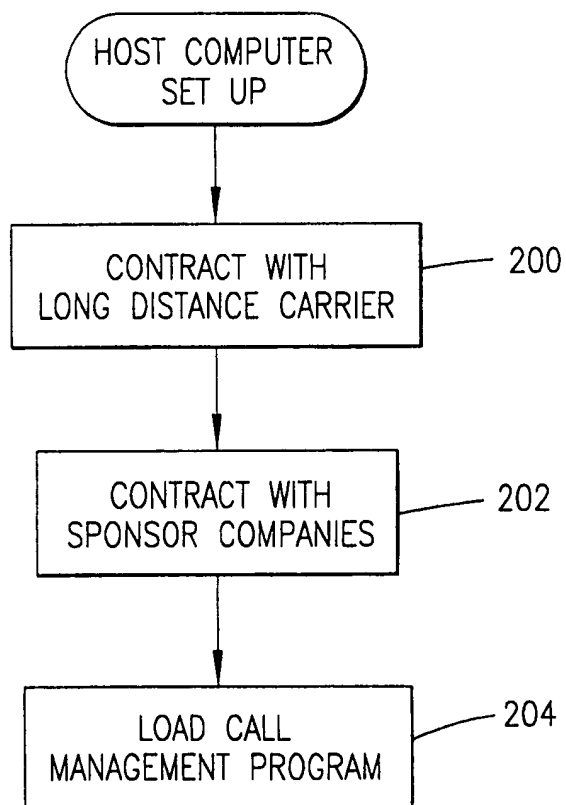 HOST COMPUTER
SET UP
CONTRACT WITH
LONG DISTANCE CARRIER
200
CONTRACT WITH
SPONSOR COMPANIES
202
LOAD CALL
MANAGEMENT PROGRAM
204